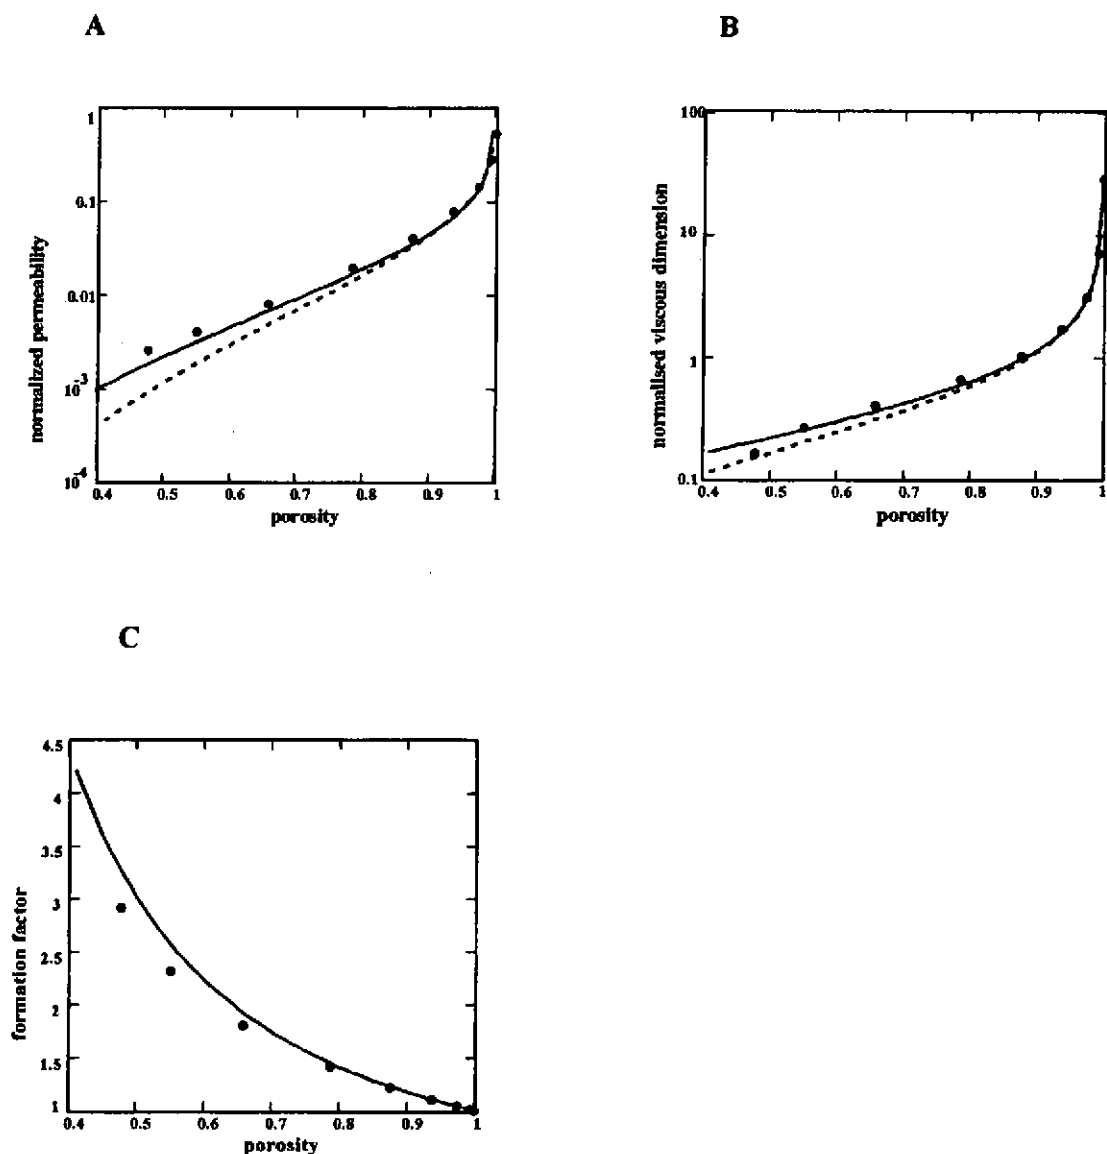 A
B
1
0.1
0.01
10-3
10-4
normalized permeability
0.4 0.5 0.6 0.7 0.8 0.9 1
porosity
100
10
1
0.1
normalised viscous dimension
0.4 0.5 0.6 0.7 0.8 0.9 1
porosity
C
4.5
4
3.5
3
2.5
2
1.5
1
formation factor
0.4 0.5 0.6 0.7 0.8 0.9 1
porosity